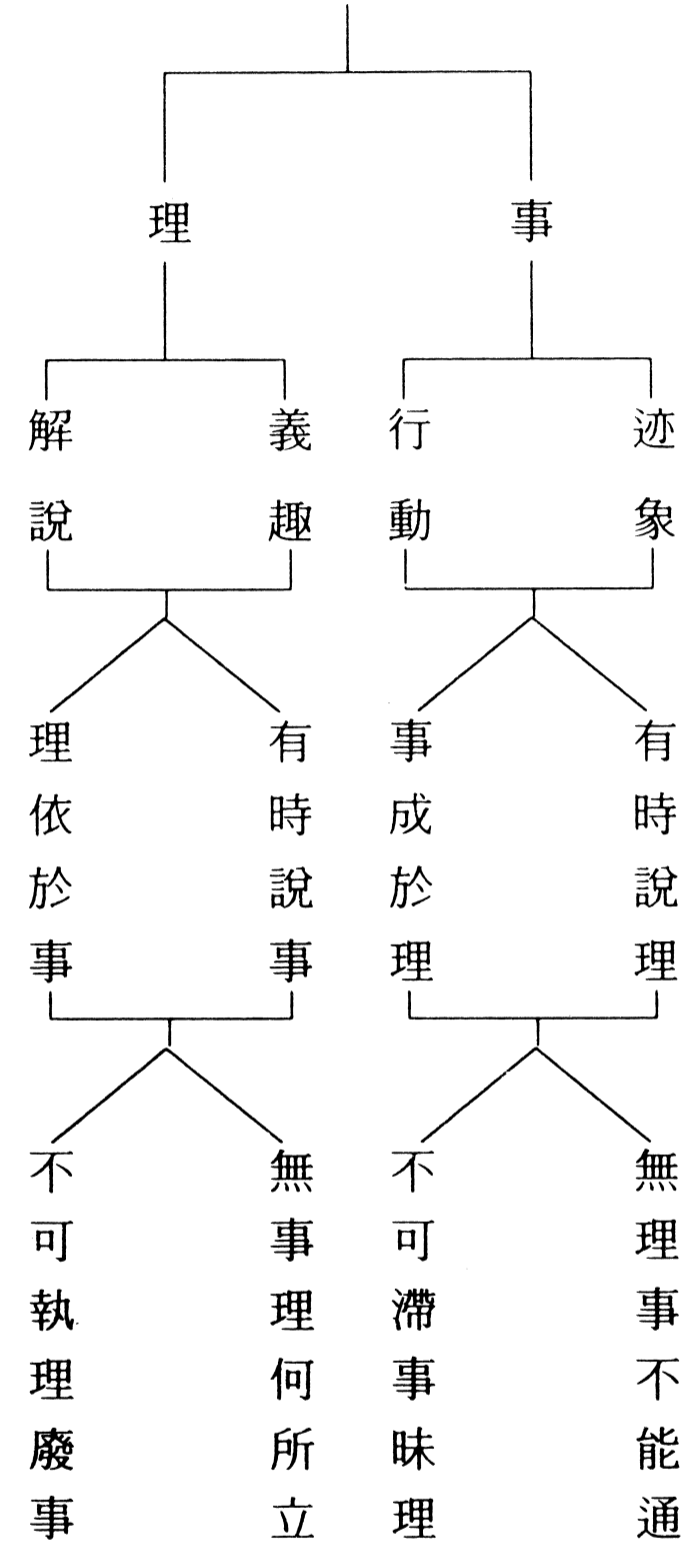 事
理
迹象
行動
義趣
解說
有時說理
事成於理
有時說事
理依於事
無理事不能通
不可滯事昧理
無事理何所立
不可執理廢事